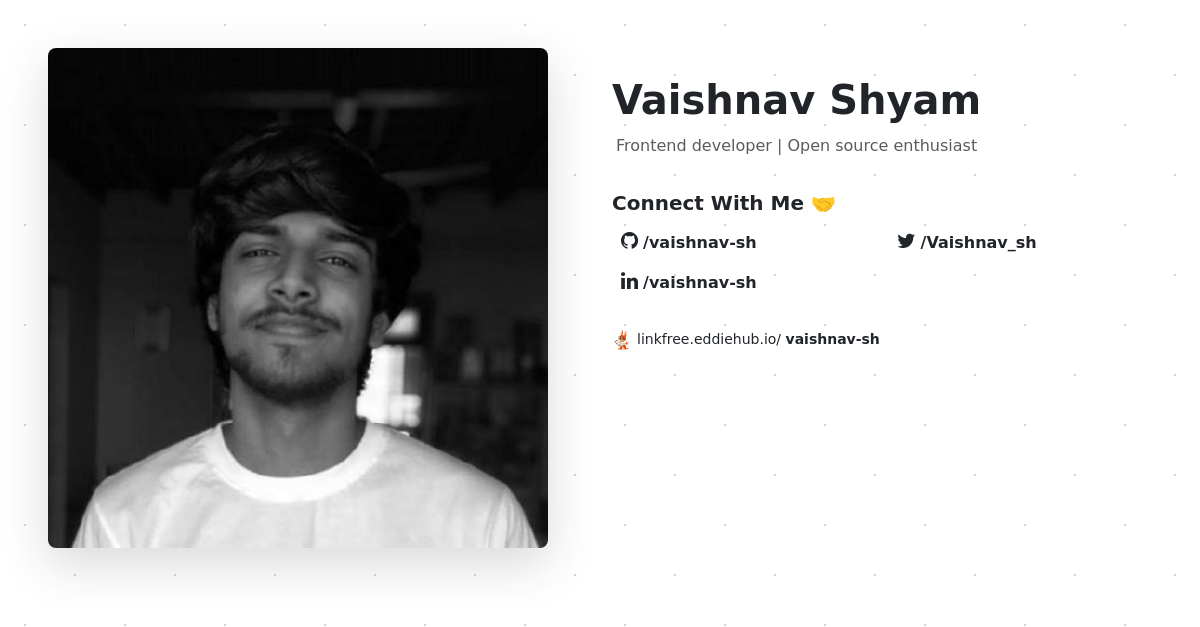 Vaishnav Shyam
Frontend developer | Open source enthusiast
Connect With Me 🤝
/vaishnav-sh
/Vaishnav_sh
/vaishnav-sh
linkfree.eddiehub.io/ vaishnav-sh